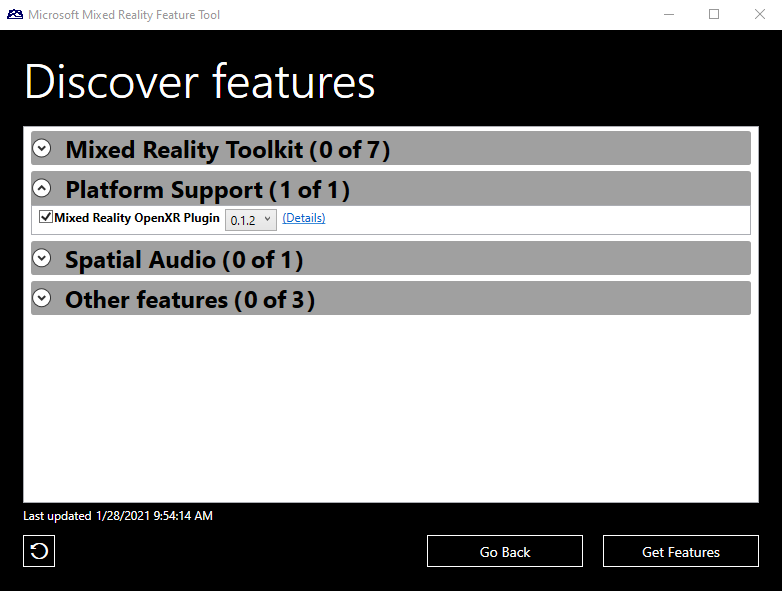 Microsoft Mixed Reality Feature Tool
Discover features
Mixed Reality Toolkit (0 of 7)
Platform Support (1 of 1)
Mixed Reality OpenXR Plugin 0.1.2 (Details)
Spatial Audio (0 of 1)
Other features (0 of 3)
Last updated 1/28/2021 9:54:14 AM
Go Back Get Features